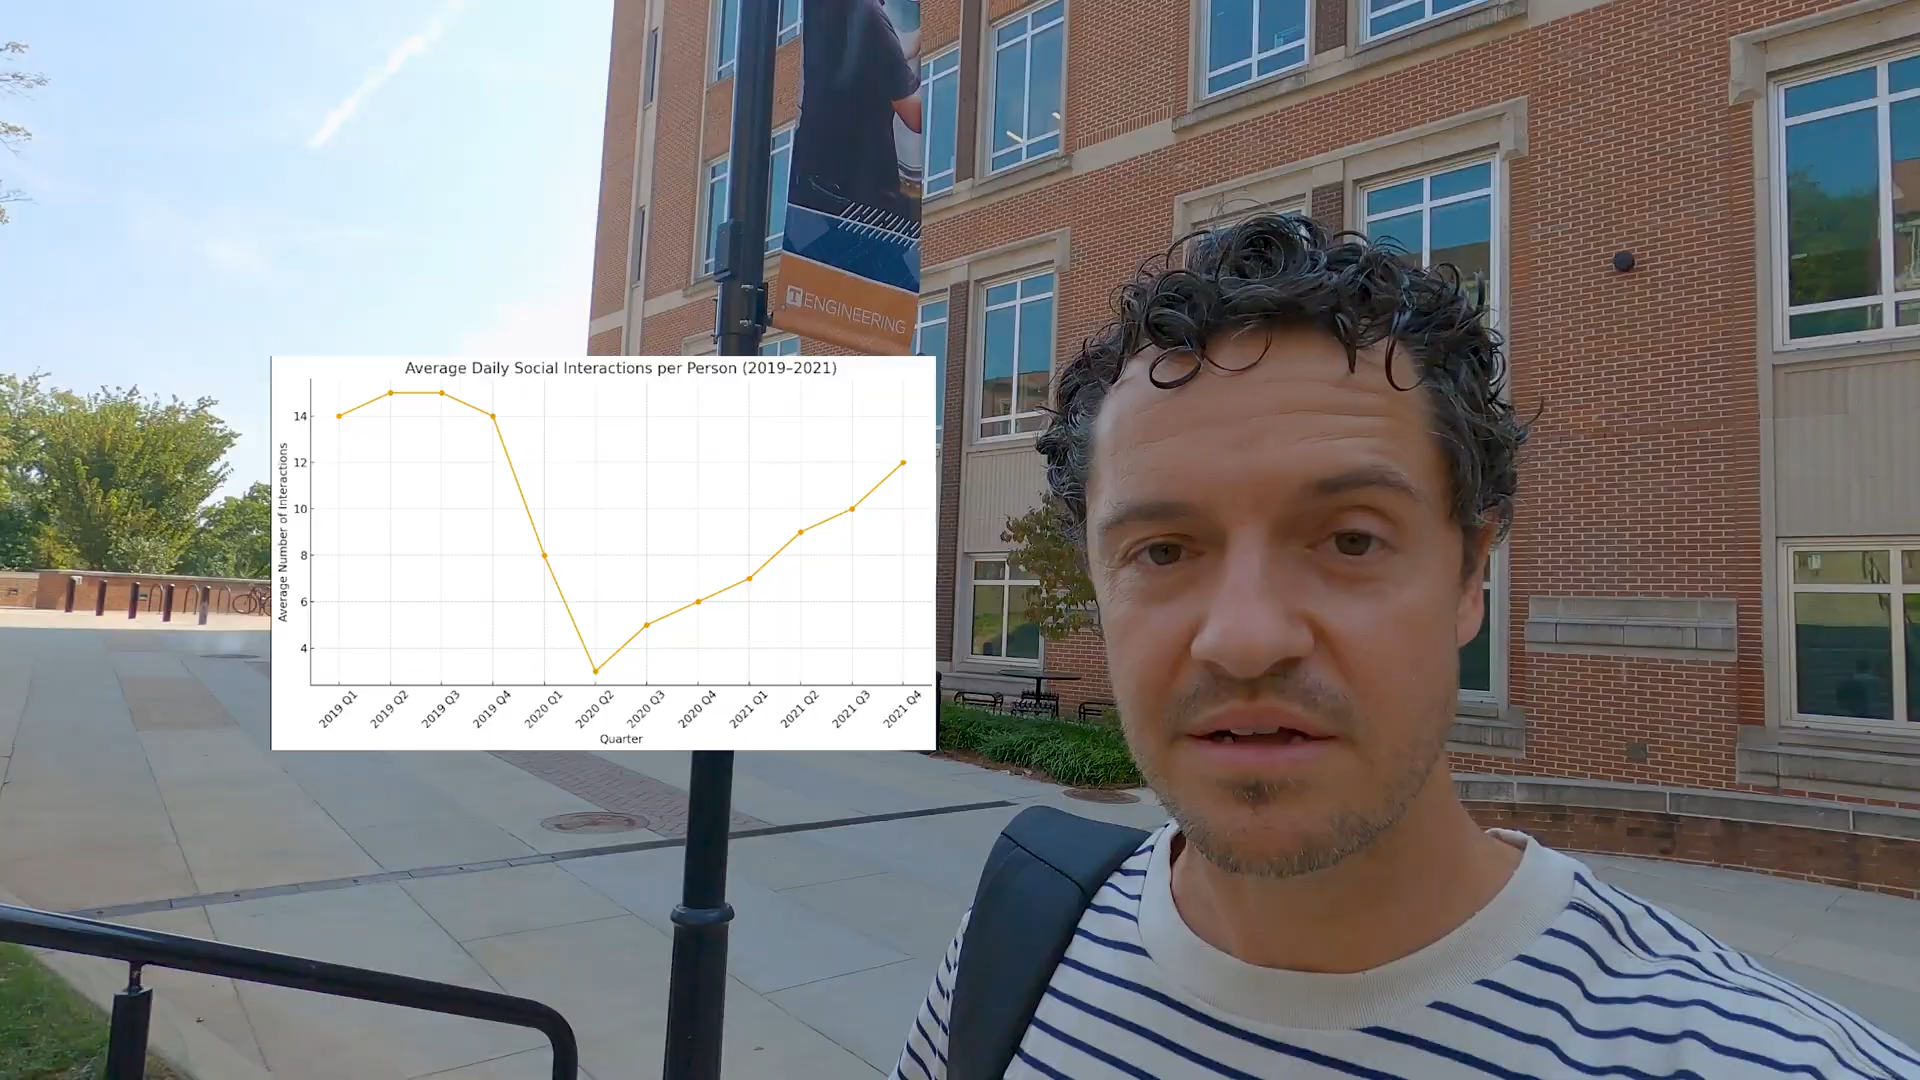 T ENGINEERING
Average Daily Social Interactions per Person (2019–2021)
Average Number of Interactions
14
12
10
8
6
4
2019 Q1
2019 Q2
2019 Q3
2019 Q4
2020 Q1
2020 Q2
2020 Q3
2020 Q4
2021 Q1
2021 Q2
2021 Q3
2021 Q4
Quarter